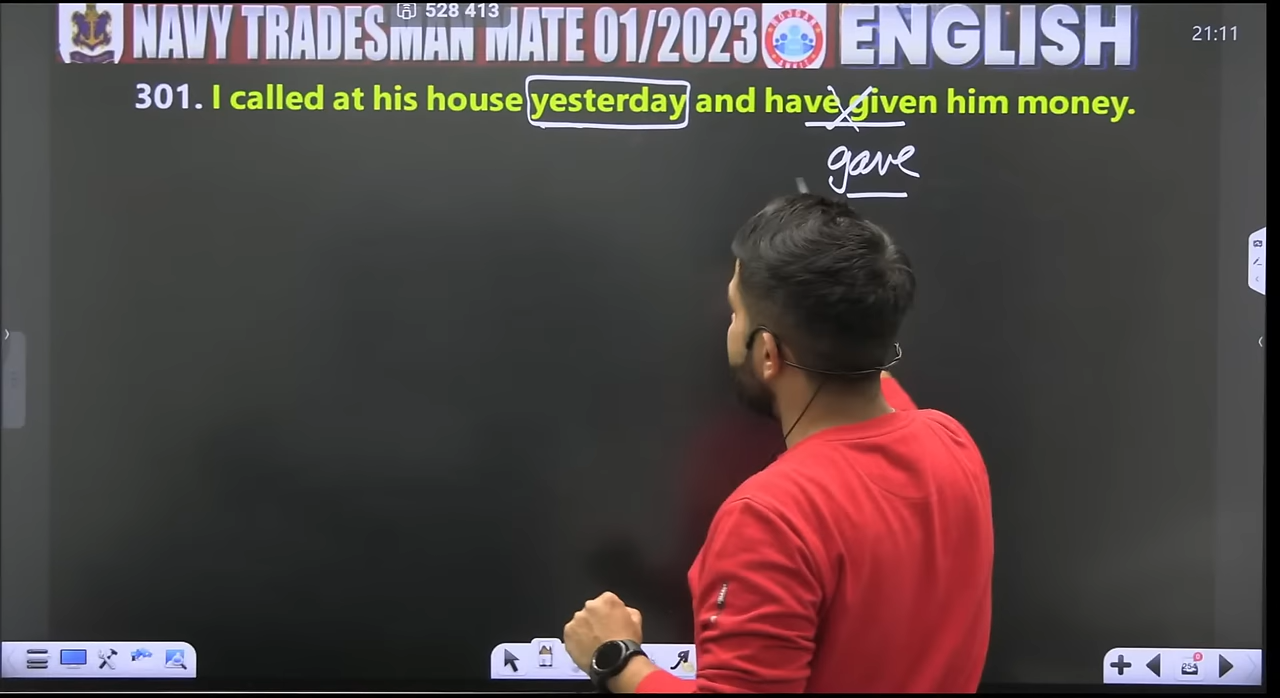 528 413
NAVY TRADESMAN MATE 01/2023 ENGLISH
21:11
301. I called at his house yesterday and have given him money.
gave
254